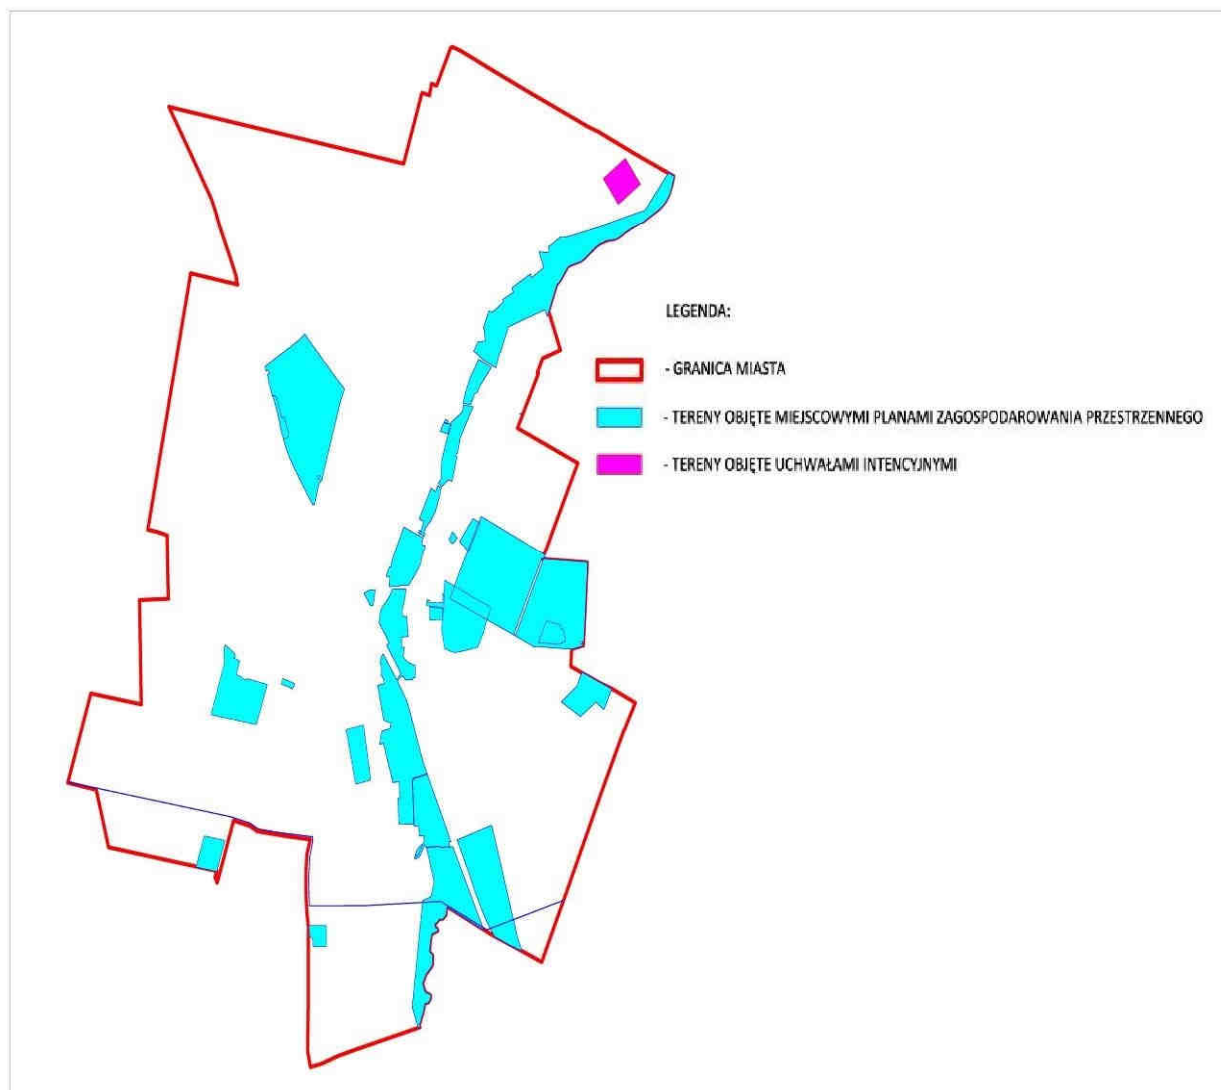 LEGENDA:
- GRANICA MIASTA
- TERENY OBJĘTE MIEJSCOWYMI PLANAMI ZAGOSPODAROWANIA PRZESTRZENNEGO
- TERENY OBJĘTE UCHWAŁAMI INTENCYJNYMI